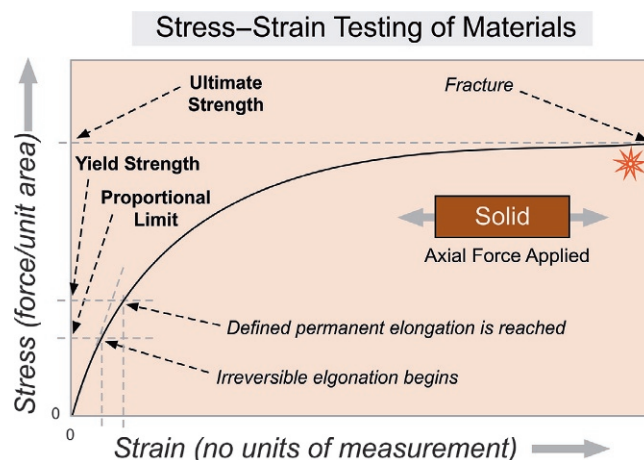 Stress–Strain Testing of Materials
Ultimate
Strength
Fracture
Yield Strength
Proportional
Limit
Solid
Axial Force Applied
Defined permanent elongation is reached
Irreversible elgonation begins
Stress (force/unit area)
0
0
Strain (no units of measurement)